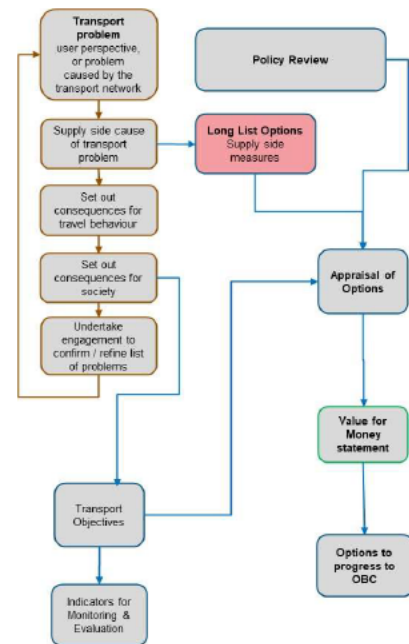 Transport
problem
user perspective,
or problem
caused by the
transport network
Policy Review
Supply side cause
of transport
problem
Long List Options
Supply side
measures
Set out
consequences for
travel behaviour
Set out
consequences for
society
Appraisal of
Options
Undertake
engagement to
confirm / refine list
of problems
Value for
Money
statement
Transport
Objectives
Options to
progress to
OBC
Indicators for
Monitoring &
Evaluation